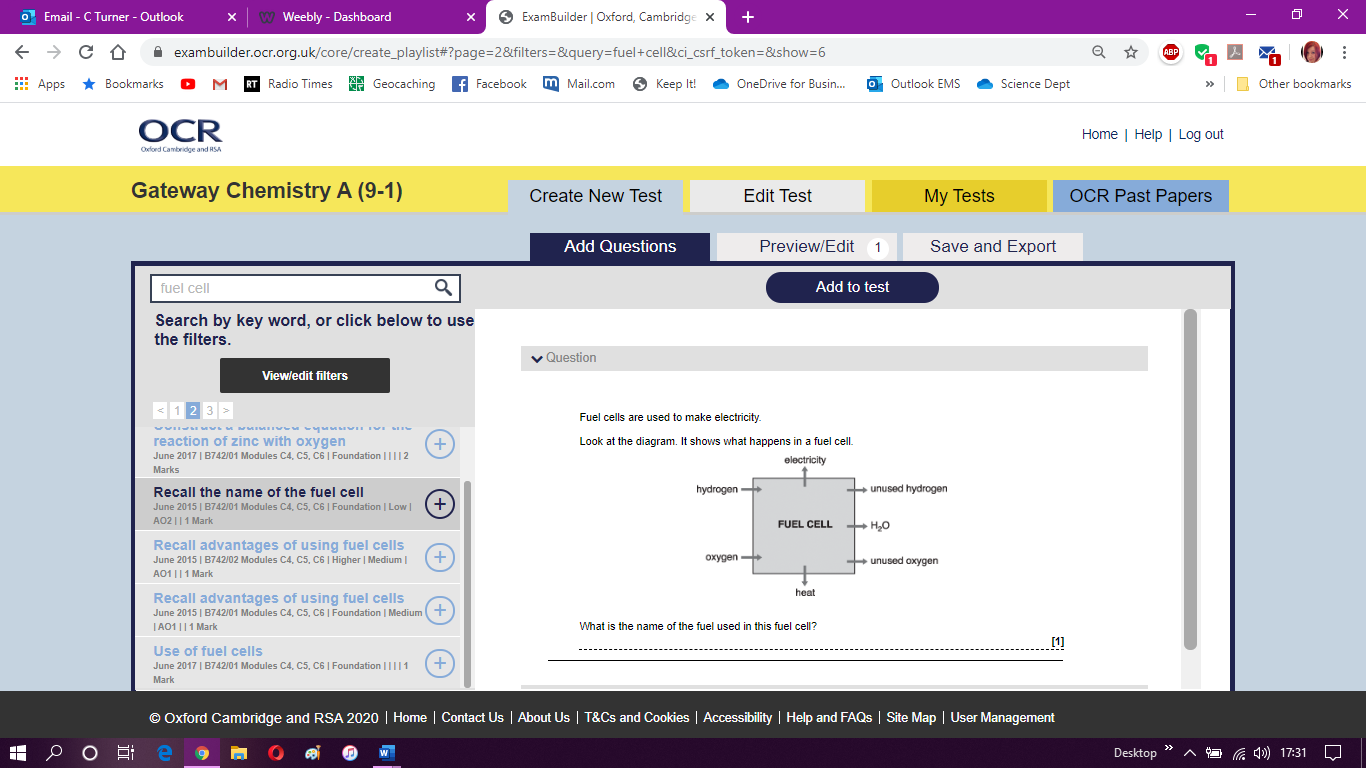 Email - C Turner - Outlook
Weebly - Dashboard
ExamBuilder | Oxford, Cambridge
exambuilder.ocr.org.uk/core/create_playlist#?page=2&filters=&query=fuel+cell&ci_csrf_token=&show=6
ABP
1
1
Apps
Bookmarks
RT Radio Times
Geocaching
Facebook
Mail.com
Keep It!
OneDrive for Busin...
Outlook EMS
Science Dept
»
Other bookmarks
OCR
Oxford Cambridge and RSA
Home | Help | Log out
Gateway Chemistry A (9-1)
Create New Test
Edit Test
My Tests
OCR Past Papers
Add Questions
Preview/Edit 1
Save and Export
fuel cell
Add to test
Search by key word, or click below to use
the filters.
View/edit filters
< 1 2 3 >
Construct a balanced equation for the
reaction of zinc with oxygen
June 2017 | B742/01 Modules C4, C5, C6 | Foundation | | | | 2
Marks
Recall the name of the fuel cell
June 2015 | B742/01 Modules C4, C5, C6 | Foundation | Low |
AO2 | | 1 Mark
Recall advantages of using fuel cells
June 2015 | B742/02 Modules C4, C5, C6 | Higher | Medium |
AO1 | | 1 Mark
Recall advantages of using fuel cells
June 2015 | B742/01 Modules C4, C5, C6 | Foundation | Medium
| AO1 | | 1 Mark
Use of fuel cells
June 2017 | B742/01 Modules C4, C5, C6 | Foundation | | | | 1
Mark
Question
Fuel cells are used to make electricity.
Look at the diagram. It shows what happens in a fuel cell.
electricity
hydrogen
unused hydrogen
FUEL CELL
H₂O
oxygen
unused oxygen
heat
What is the name of the fuel used in this fuel cell?
[1]
© Oxford Cambridge and RSA 2020 | Home | Contact Us | About Us | T&Cs and Cookies | Accessibility | Help and FAQs | Site Map | User Management
Desktop » 17:31